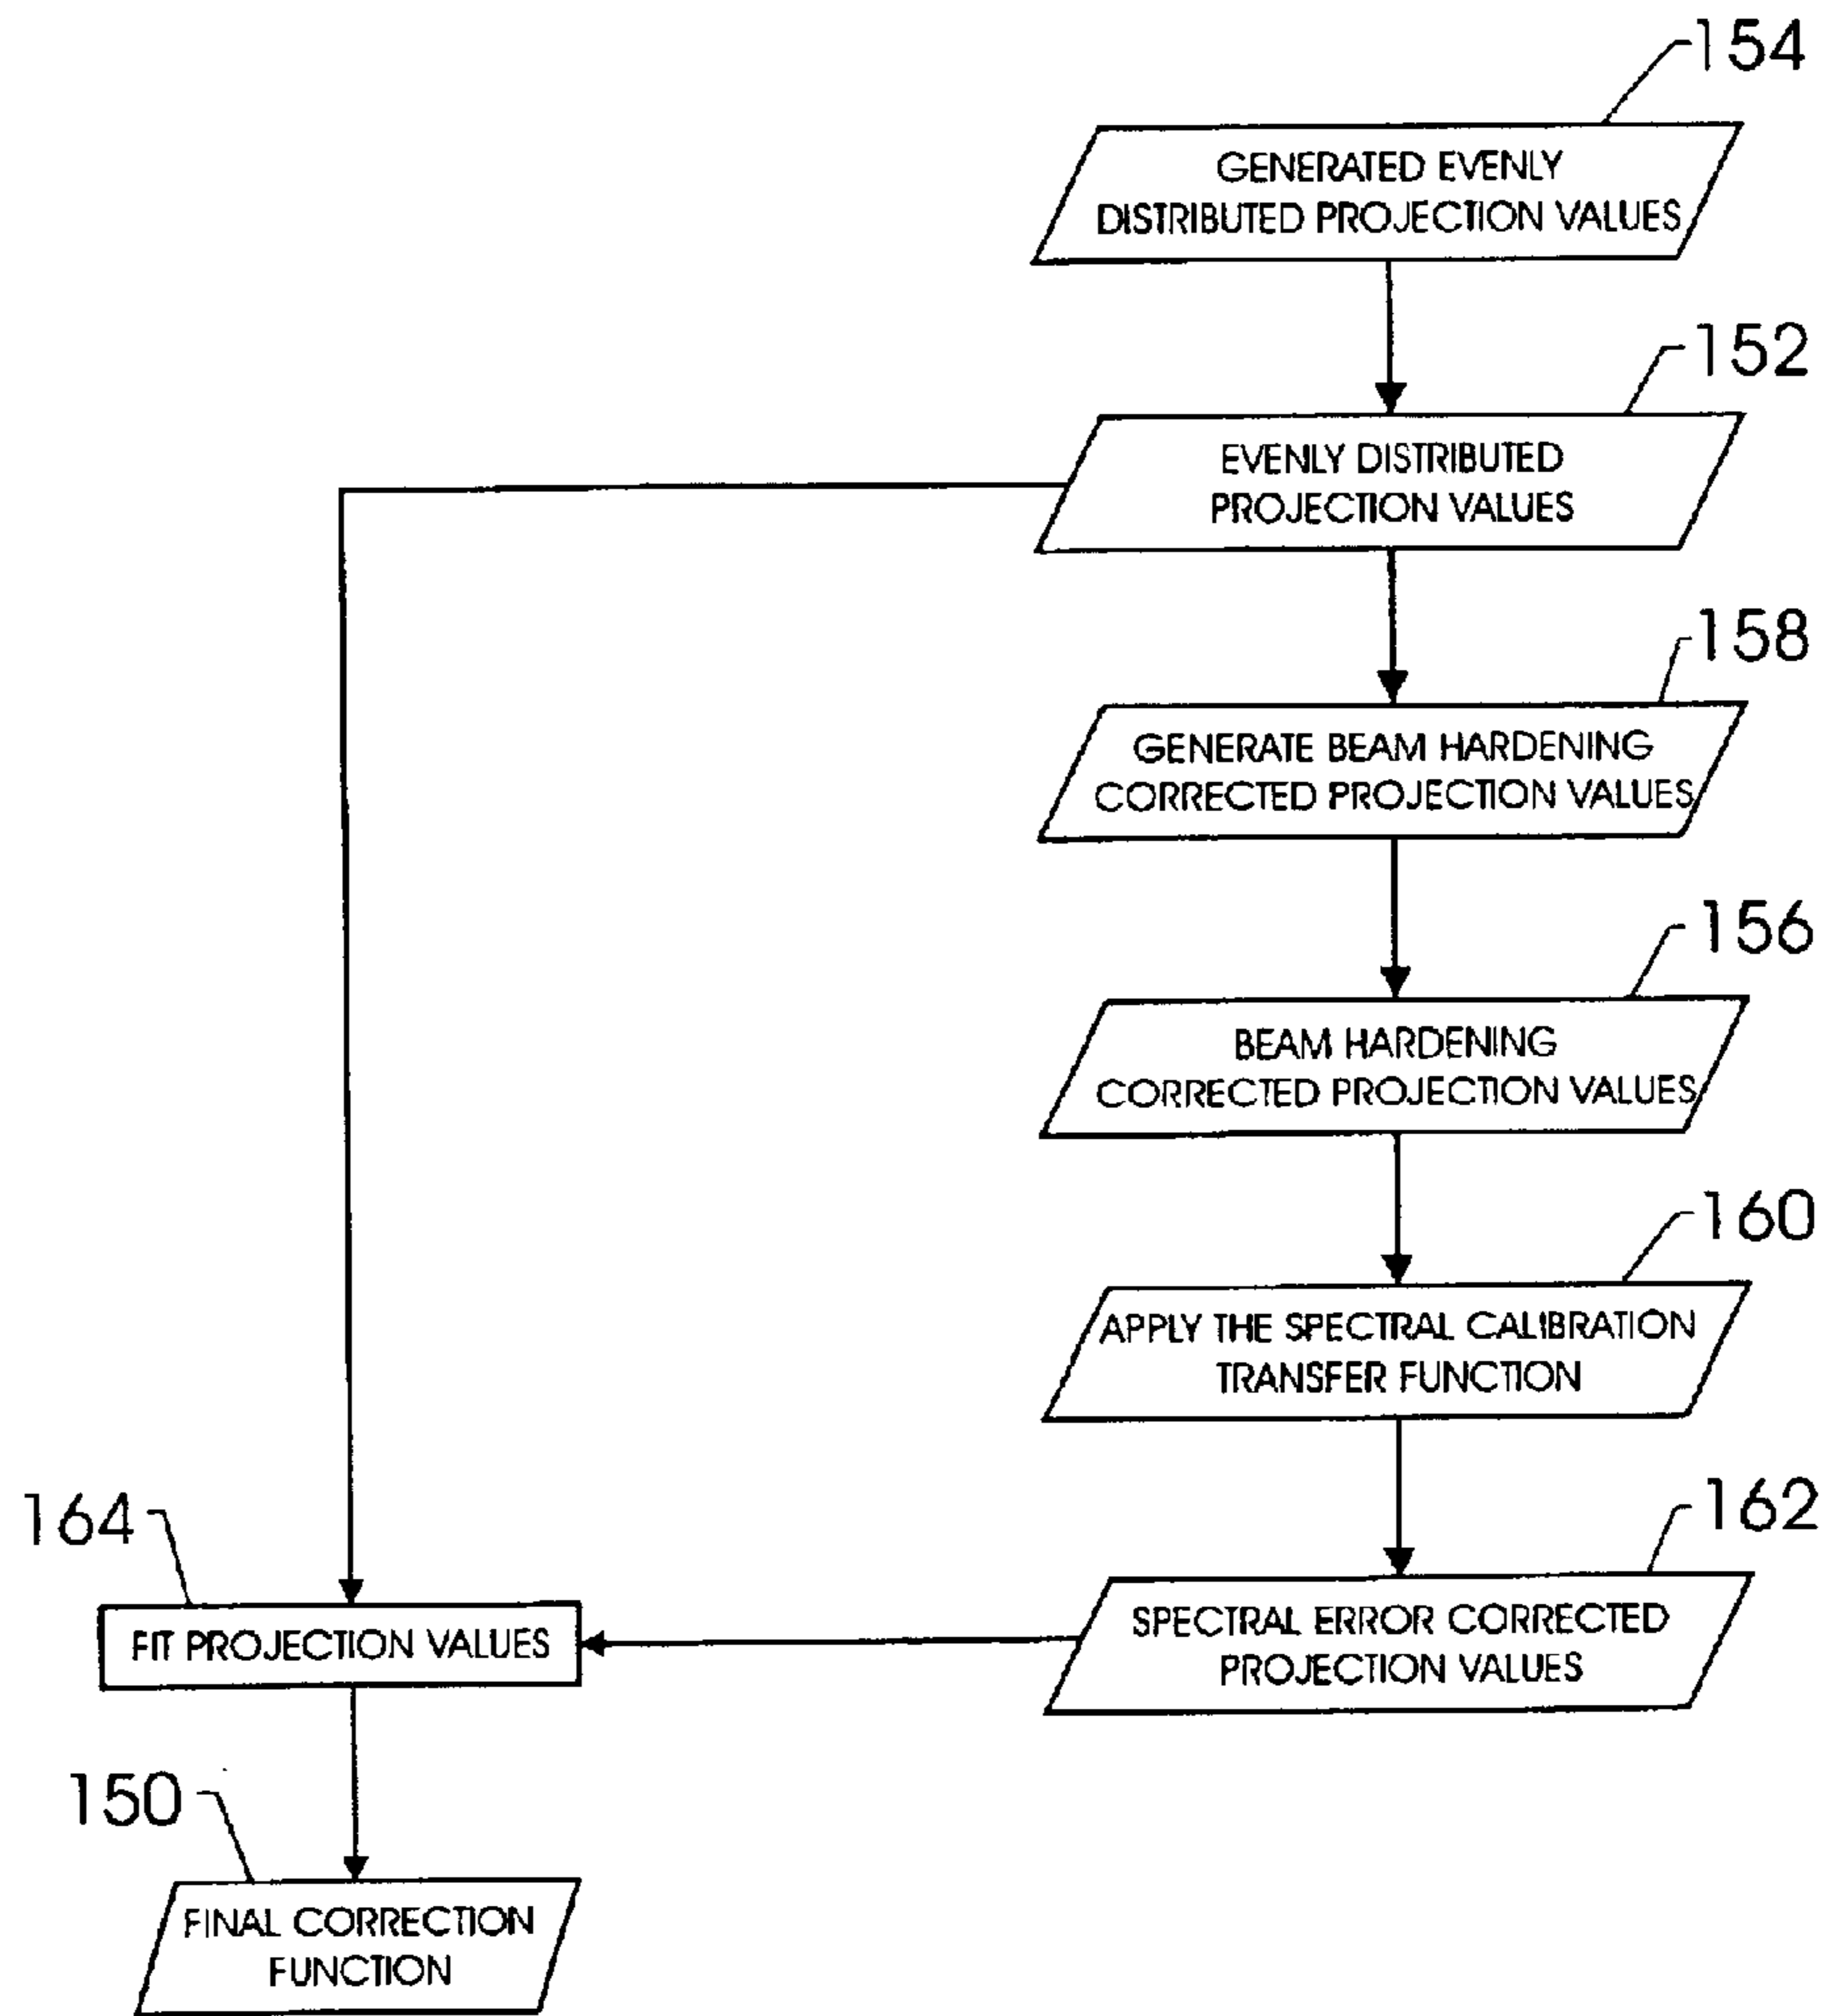 154
GENERATED EVENLY
DISTRIBUTED PROJECTION VALUES
152
EVENLY DISTRIBUTED
PROJECTION VALUES
158
GENERATE BEAM HARDENING
CORRECTED PROJECTION VALUES
156
BEAM HARDENING
CORRECTED PROJECTION VALUES
160
APPLY THE SPECTRAL CALIBRATION
TRANSFER FUNCTION
162
SPECTRAL ERROR CORRECTED
PROJECTION VALUES
164
FIT PROJECTION VALUES
150
FINAL CORRECTION
FUNCTION